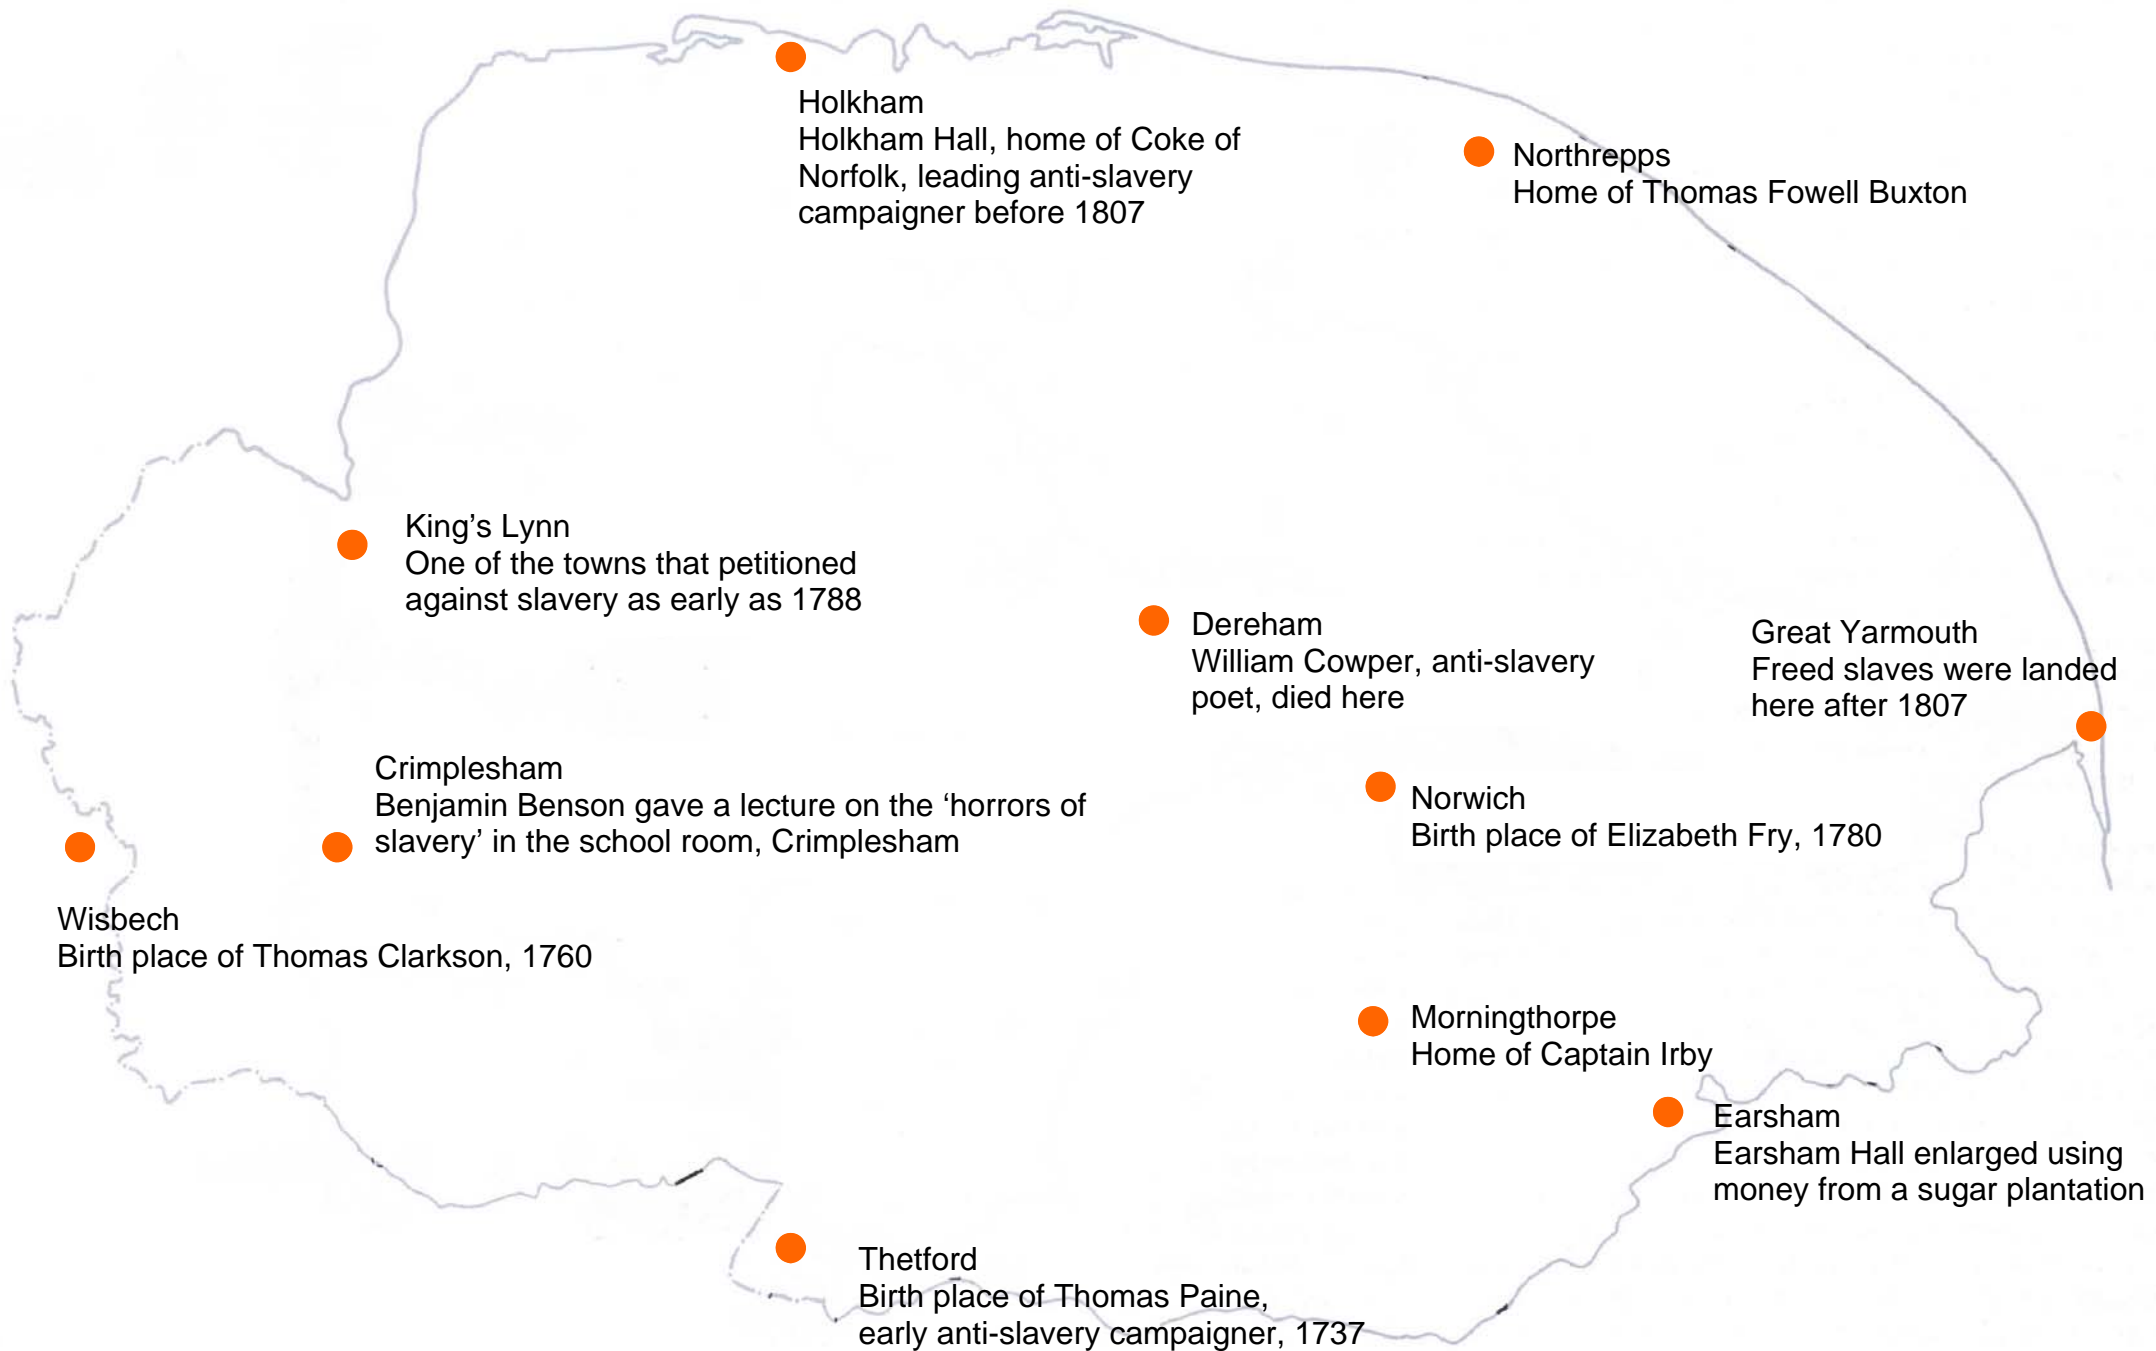 Holkham
Holkham Hall, home of Coke of
Norfolk, leading anti-slavery
campaigner before 1807
Northrepps
Home of Thomas Fowell Buxton
King’s Lynn
One of the towns that petitioned
against slavery as early as 1788
Dereham
William Cowper, anti-slavery
poet, died here
Great Yarmouth
Freed slaves were landed
here after 1807
Crimplesham
Benjamin Benson gave a lecture on the ‘horrors of
slavery’ in the school room, Crimplesham
Norwich
Birth place of Elizabeth Fry, 1780
Wisbech
Birth place of Thomas Clarkson, 1760
Morningthorpe
Home of Captain Irby
Earsham
Earsham Hall enlarged using
money from a sugar plantation
Thetford
Birth place of Thomas Paine,
early anti-slavery campaigner, 1737